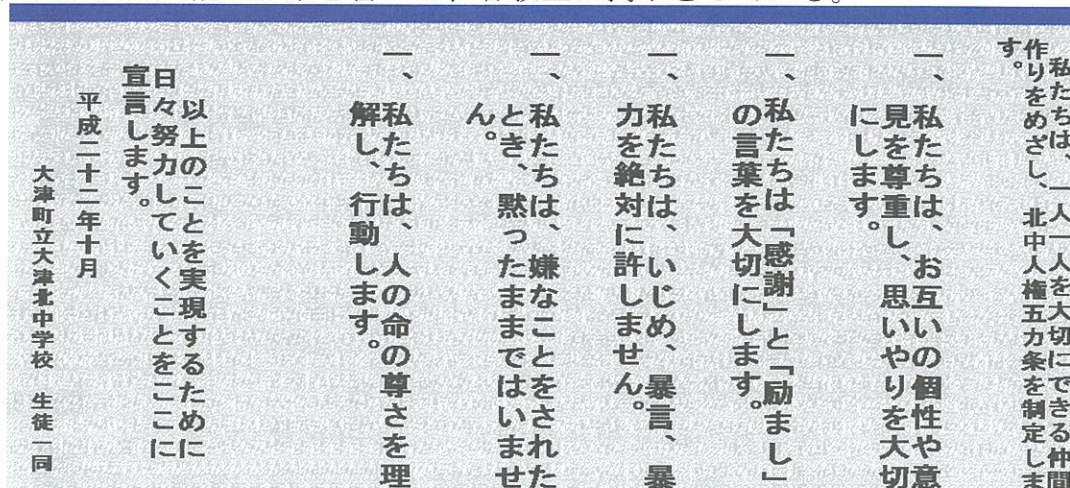 私たちは、一人一人を大切にできる仲間
作りをめざし、北中人権五カ条を制定しま
す。
一、私たちは、お互いの個性や意
見を尊重し、思いやりを大切
にします。
一、私たちは「感謝」と「励まし」
の言葉を大切にします。
一、私たちは、いじめ、暴言、暴
力を絶対に許しません。
一、私たちは、嫌なことをされた
とき、黙ったままではいませ
ん。
一、私たちは、人の命の尊さを理
解し、行動します。
以上のことを実現するために
日々努力していくことをここに
宣言します。
平成二十二年十月
大津町立大津北中学校　生徒一同